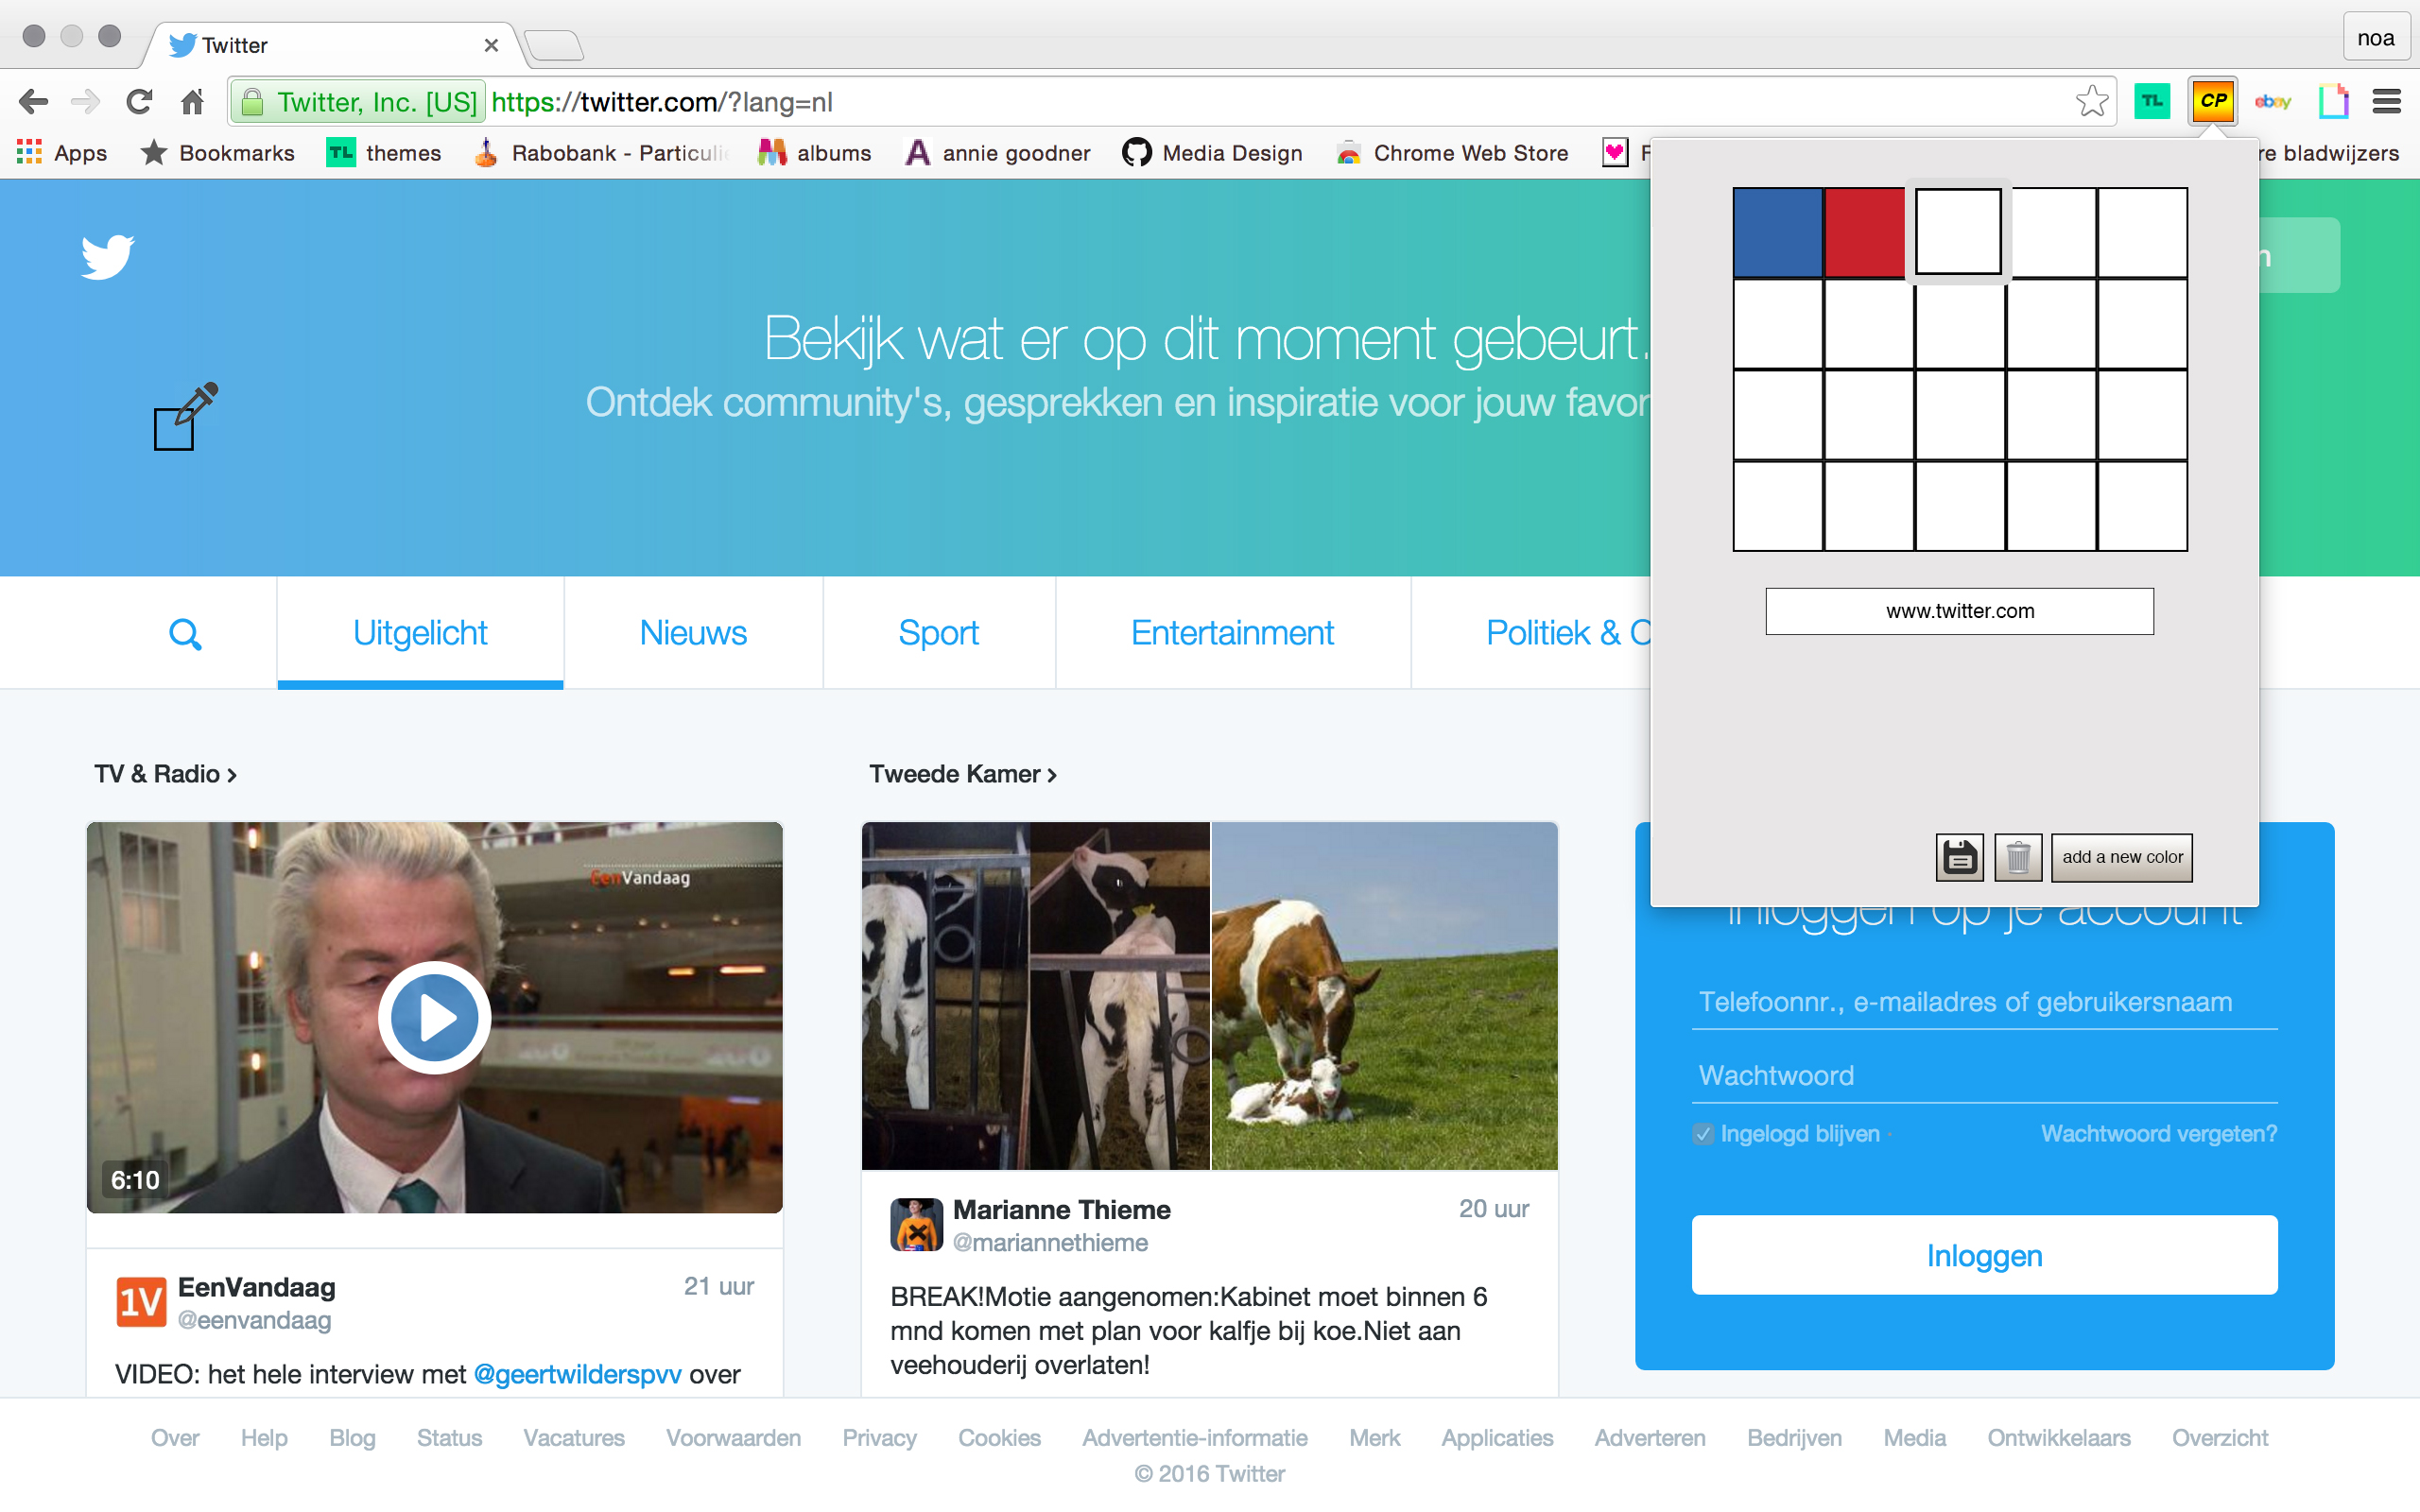 Twitter
noa
Twitter, Inc. [US] https://twitter.com/?lang=nl
TL
CP
ebay
Apps
Bookmarks
TL themes
Rabobank - Particuli
albums
A annie goodner
Media Design
Chrome Web Store
re bladwijzers
Bekijk wat er op dit moment gebeurt.
Ontdek community's, gesprekken en inspiratie voor jouw favor
www.twitter.com
add a new color
Uitgelicht
Nieuws
Sport
Entertainment
Politiek & O
TV & Radio ›
Tweede Kamer ›
EenVandaag
6:10
1V EenVandaag 21 uur
@eenvandaag
VIDEO: het hele interview met @geertwilderspvv over
Marianne Thieme 20 uur
@mariannethieme
BREAK!Motie aangenomen:Kabinet moet binnen 6
mnd komen met plan voor kalfje bij koe.Niet aan
veehouderij overlaten!
Inloggen op je account
Telefoonnr., e-mailadres of gebruikersnaam
Wachtwoord
Ingelogd blijven · Wachtwoord vergeten?
Inloggen
Over Help Blog Status Vacatures Voorwaarden Privacy Cookies Advertentie-informatie Merk Applicaties Adverteren Bedrijven Media Ontwikkelaars Overzicht
© 2016 Twitter